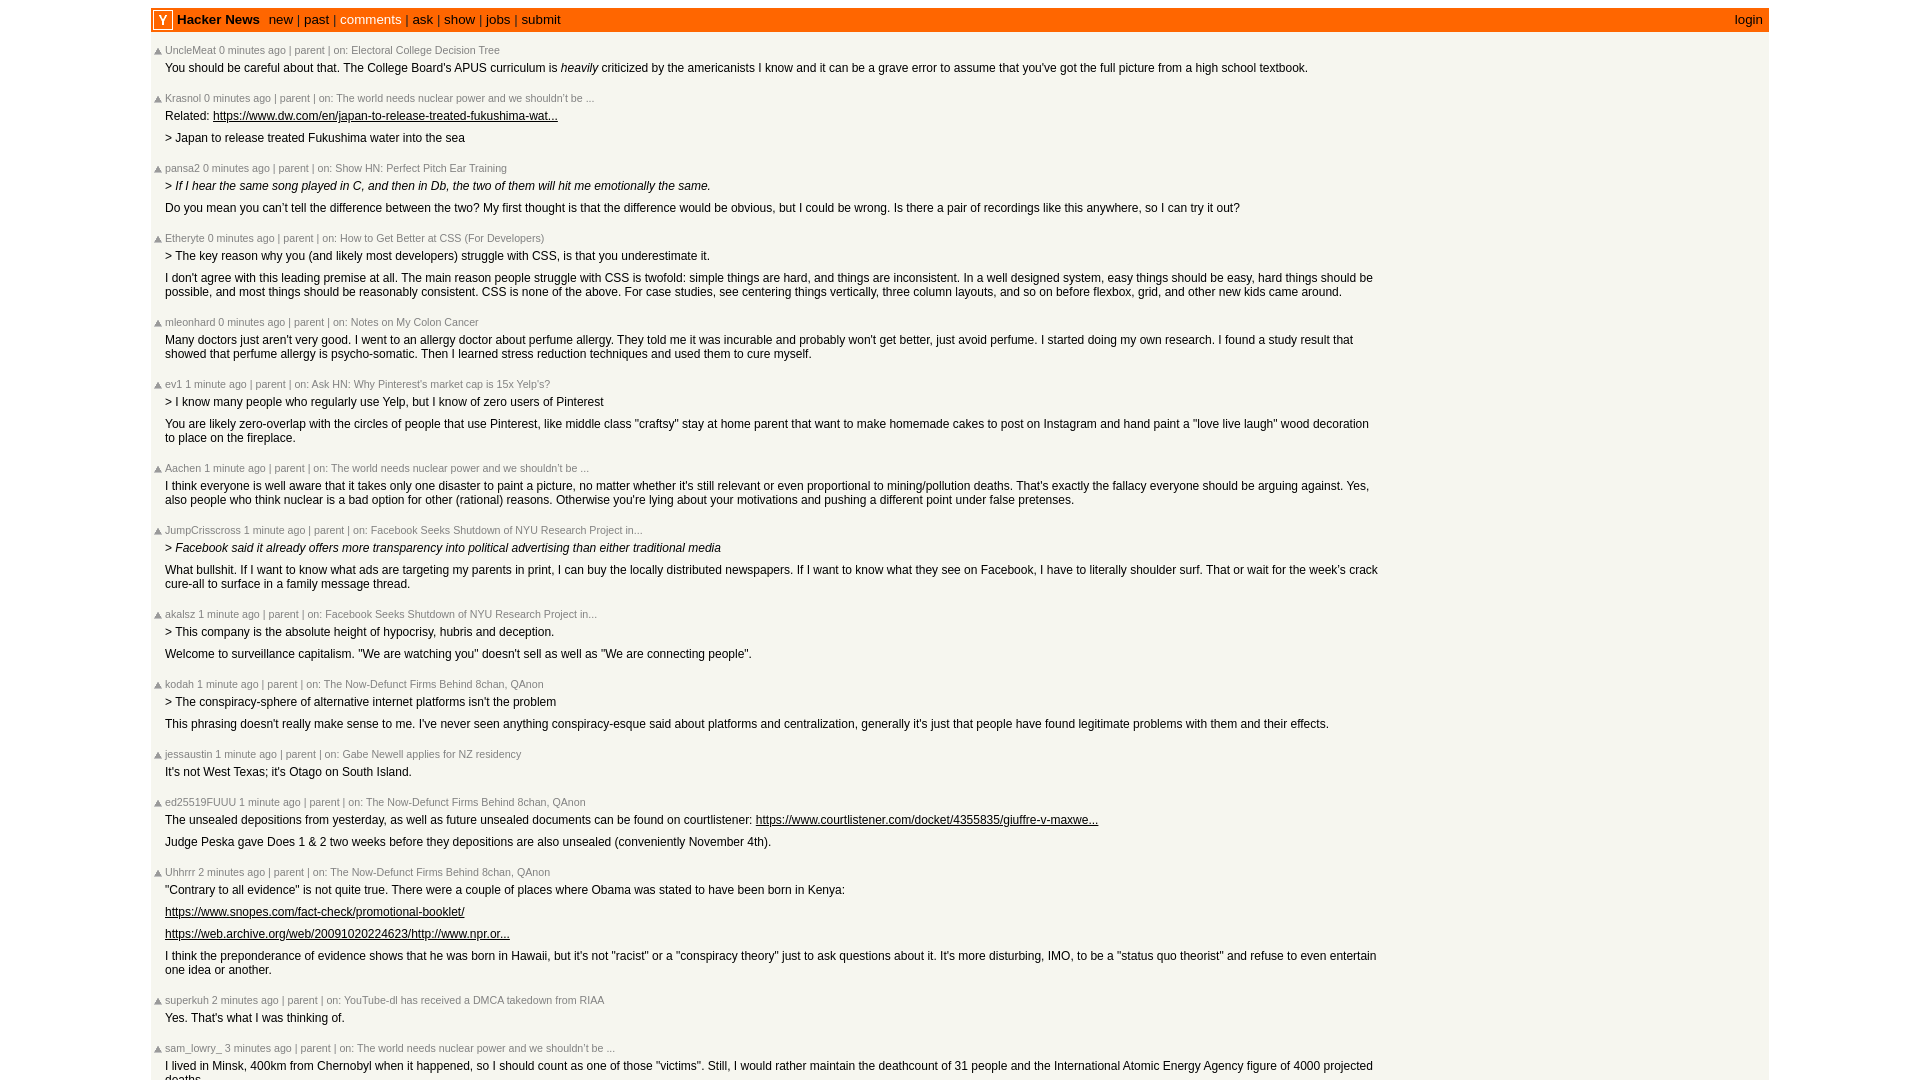 Y Hacker News new | past | comments | ask | show | jobs | submit login
UncleMeat 0 minutes ago | parent | on: Electoral College Decision Tree
You should be careful about that. The College Board's APUS curriculum is heavily criticized by the americanists I know and it can be a grave error to assume that you've got the full picture from a high school textbook.
Krasnol 0 minutes ago | parent | on: The world needs nuclear power and we shouldn’t be ...
Related: https://www.dw.com/en/japan-to-release-treated-fukushima-wat...
> Japan to release treated Fukushima water into the sea
pansa2 0 minutes ago | parent | on: Show HN: Perfect Pitch Ear Training
> If I hear the same song played in C, and then in Db, the two of them will hit me emotionally the same.
Do you mean you can’t tell the difference between the two? My first thought is that the difference would be obvious, but I could be wrong. Is there a pair of recordings like this anywhere, so I can try it out?
Etheryte 0 minutes ago | parent | on: How to Get Better at CSS (For Developers)
> The key reason why you (and likely most developers) struggle with CSS, is that you underestimate it.
I don't agree with this leading premise at all. The main reason people struggle with CSS is twofold: simple things are hard, and things are inconsistent. In a well designed system, easy things should be easy, hard things should be
possible, and most things should be reasonably consistent. CSS is none of the above. For case studies, see centering things vertically, three column layouts, and so on before flexbox, grid, and other new kids came around.
mleonhard 0 minutes ago | parent | on: Notes on My Colon Cancer
Many doctors just aren't very good. I went to an allergy doctor about perfume allergy. They told me it was incurable and probably won't get better, just avoid perfume. I started doing my own research. I found a study result that
showed that perfume allergy is psycho-somatic. Then I learned stress reduction techniques and used them to cure myself.
ev1 1 minute ago | parent | on: Ask HN: Why Pinterest's market cap is 15x Yelp's?
> I know many people who regularly use Yelp, but I know of zero users of Pinterest
You are likely zero-overlap with the circles of people that use Pinterest, like middle class "craftsy" stay at home parent that want to make homemade cakes to post on Instagram and hand paint a "love live laugh" wood decoration
to place on the fireplace.
Aachen 1 minute ago | parent | on: The world needs nuclear power and we shouldn’t be ...
I think everyone is well aware that it takes only one disaster to paint a picture, no matter whether it's still relevant or even proportional to mining/pollution deaths. That's exactly the fallacy everyone should be arguing against. Yes,
also people who think nuclear is a bad option for other (rational) reasons. Otherwise you're lying about your motivations and pushing a different point under false pretenses.
JumpCrisscross 1 minute ago | parent | on: Facebook Seeks Shutdown of NYU Research Project in...
> Facebook said it already offers more transparency into political advertising than either traditional media
What bullshit. If I want to know what ads are targeting my parents in print, I can buy the locally distributed newspapers. If I want to know what they see on Facebook, I have to literally shoulder surf. That or wait for the week’s crack
cure-all to surface in a family message thread.
akalsz 1 minute ago | parent | on: Facebook Seeks Shutdown of NYU Research Project in...
> This company is the absolute height of hypocrisy, hubris and deception.
Welcome to surveillance capitalism. "We are watching you" doesn't sell as well as "We are connecting people".
kodah 1 minute ago | parent | on: The Now-Defunct Firms Behind 8chan, QAnon
> The conspiracy-sphere of alternative internet platforms isn't the problem
This phrasing doesn't really make sense to me. I've never seen anything conspiracy-esque said about platforms and centralization, generally it's just that people have found legitimate problems with them and their effects.
jessaustin 1 minute ago | parent | on: Gabe Newell applies for NZ residency
It's not West Texas; it's Otago on South Island.
ed25519FUUU 1 minute ago | parent | on: The Now-Defunct Firms Behind 8chan, QAnon
The unsealed depositions from yesterday, as well as future unsealed documents can be found on courtlistener: https://www.courtlistener.com/docket/4355835/giuffre-v-maxwe...
Judge Peska gave Does 1 & 2 two weeks before they depositions are also unsealed (conveniently November 4th).
Uhhrrr 2 minutes ago | parent | on: The Now-Defunct Firms Behind 8chan, QAnon
"Contrary to all evidence" is not quite true. There were a couple of places where Obama was stated to have been born in Kenya:
https://www.snopes.com/fact-check/promotional-booklet/
https://web.archive.org/web/20091020224623/http://www.npr.or...
I think the preponderance of evidence shows that he was born in Hawaii, but it's not "racist" or a "conspiracy theory" just to ask questions about it. It's more disturbing, IMO, to be a "status quo theorist" and refuse to even entertain
one idea or another.
superkuh 2 minutes ago | parent | on: YouTube-dl has received a DMCA takedown from RIAA
Yes. That's what I was thinking of.
sam_lowry_ 3 minutes ago | parent | on: The world needs nuclear power and we shouldn’t be ...
I lived in Minsk, 400km from Chernobyl when it happened, so I should count as one of those "victims". Still, I would rather maintain the deathcount of 31 people and the International Atomic Energy Agency figure of 4000 projected
deaths.